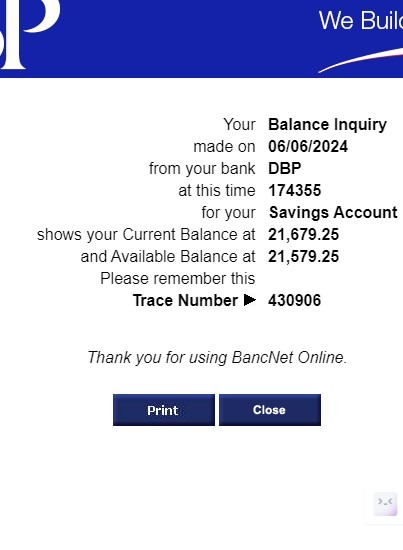 We Build
Your Balance Inquiry
made on 06/06/2024
from your bank DBP
at this time 174355
for your Savings Account
shows your Current Balance at 21,679.25
and Available Balance at 21,579.25
Please remember this
Trace Number ▶ 430906
Thank you for using BancNet Online.
Print Close